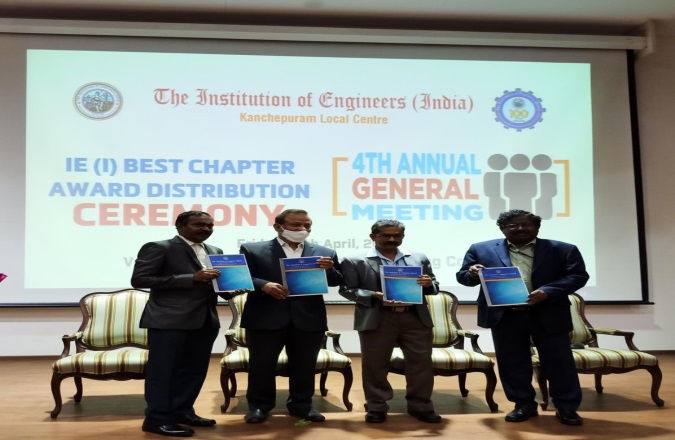 The Institution of Engineers (India)
Kanchepuram Local Centre
100
IE (I) BEST CHAPTER
AWARD DISTRIBUTION
CEREMONY
4TH ANNUAL
GENERAL
MEETING
April,